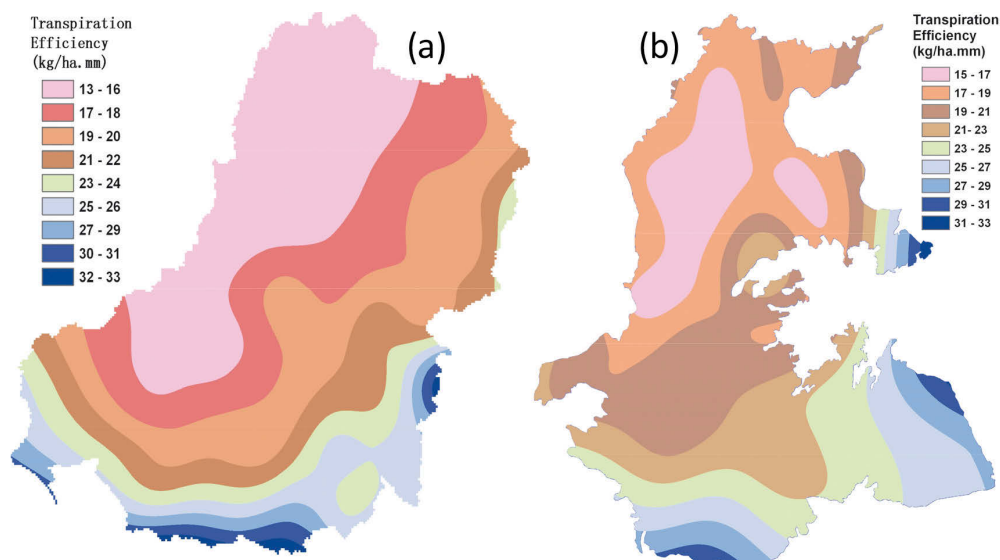 Transpiration
Efficiency
(kg/ha.mm)
13 - 16
17 - 18
19 - 20
21 - 22
23 - 24
25 - 26
27 - 29
30 - 31
32 - 33
(a)
(b)
Transpiration
Efficiency
(kg/ha.mm)
15 - 17
17 - 19
19 - 21
21 - 23
23 - 25
25 - 27
27 - 29
29 - 31
31 - 33